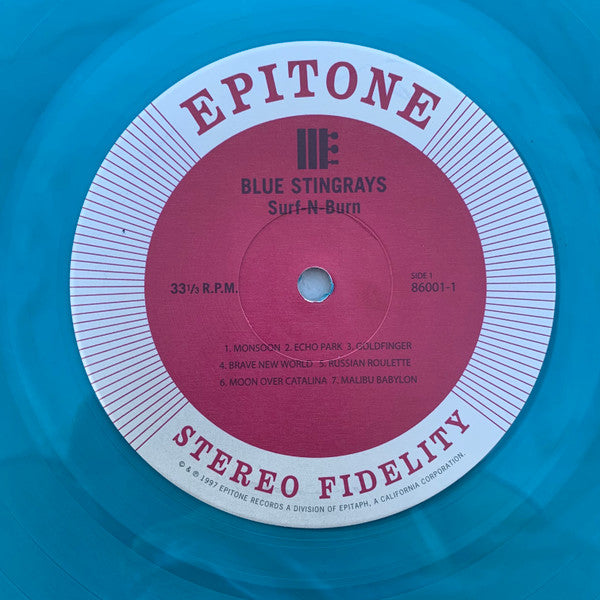 EPITONE
BLUE STINGRAYS
Surf-N-Burn
33 1/3 R.P.M.
SIDE 1
86001-1
1. MONSOON 2. ECHO PARK 3. GOLDFINGER
4. BRAVE NEW WORLD 5. RUSSIAN ROULETTE
6. MOON OVER CATALINA 7. MALIBU BABYLON
STEREO FIDELITY
© & ℗ 1997 EPITONE RECORDS A DIVISION OF EPITAPH, A CALIFORNIA CORPORATION.